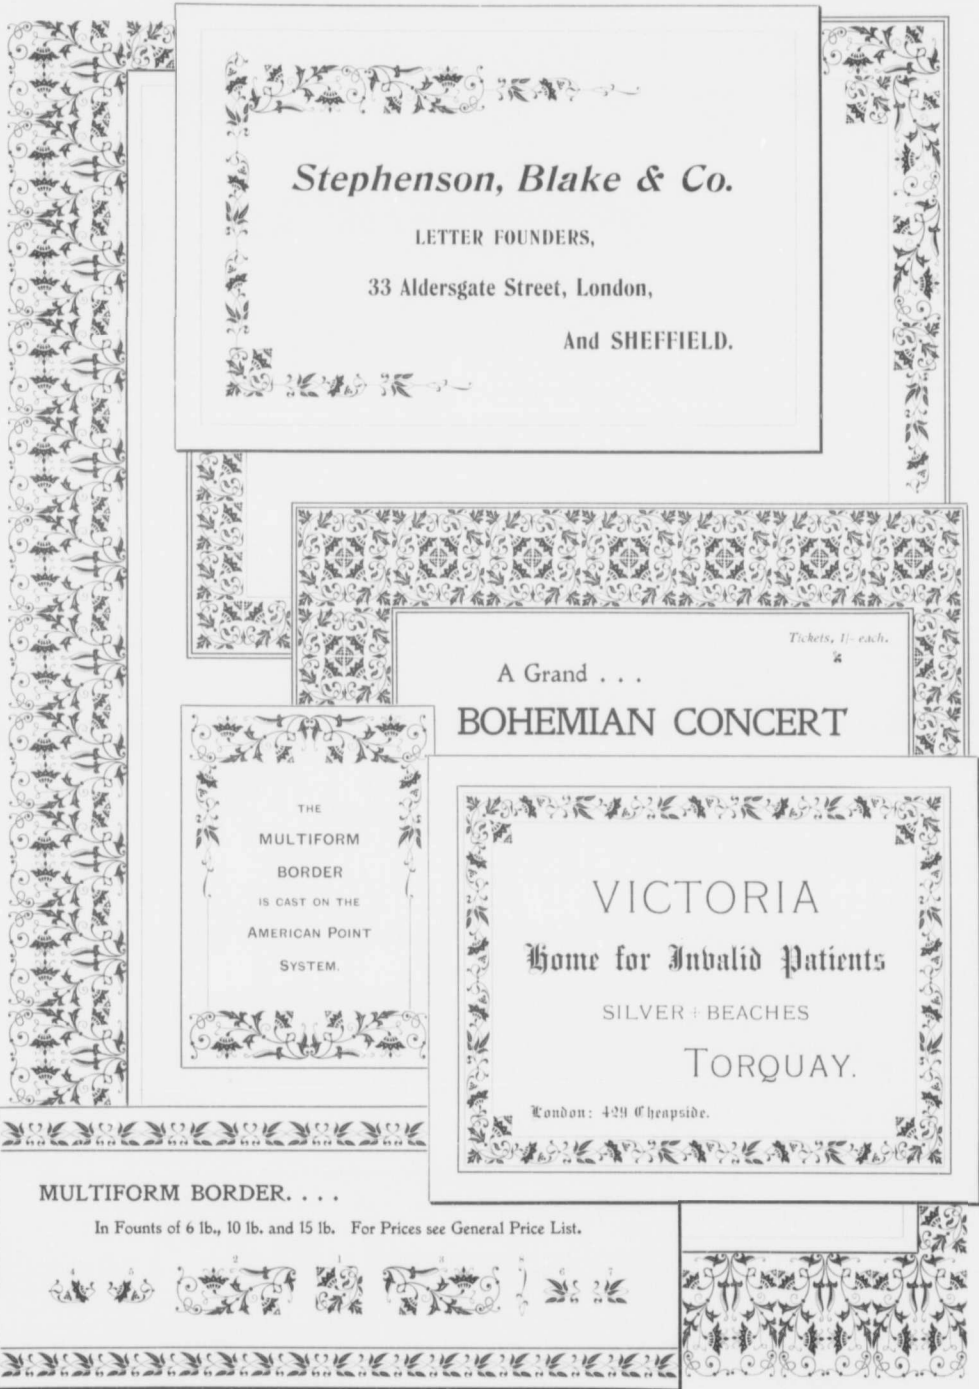 Stephenson, Blake & Co.
LETTER FOUNDERS,
33 Aldersgate Street, London,
And SHEFFIELD.
Tickets, 1/- each.
A Grand . . .
BOHEMIAN CONCERT
THE
MULTIFORM
BORDER
IS CAST ON THE
AMERICAN POINT
SYSTEM.
VICTORIA
Home for Invalid Patients
SILVER ÷ BEACHES
TORQUAY.
London: 429 Cheapside.
MULTIFORM BORDER. . . .
In Founts of 6 lb., 10 lb. and 15 lb. For Prices see General Price List.
4 5 2 1 3 8 6 7